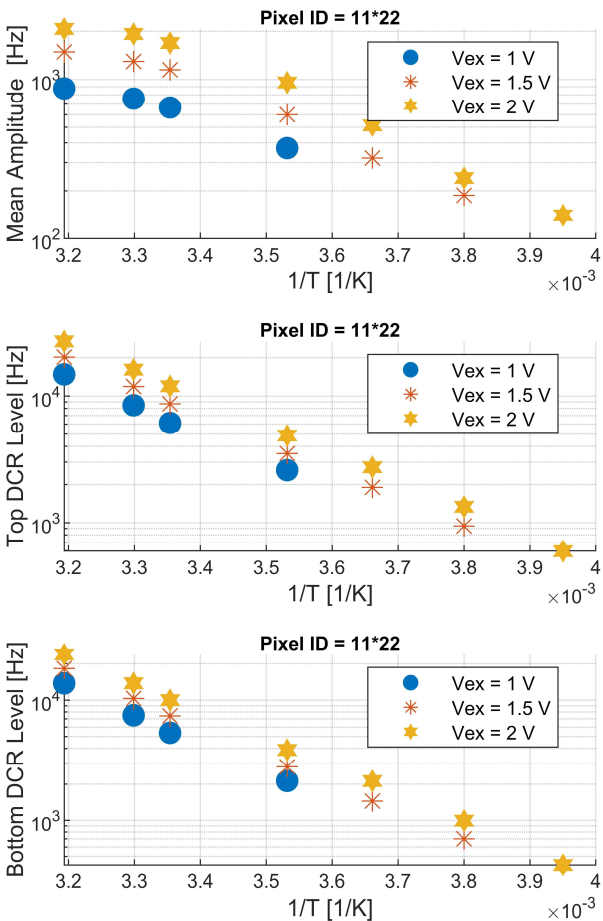 Pixel ID = 11*22
Mean Amplitude [Hz]
10³
10²
Vex = 1 V
Vex = 1.5 V
Vex = 2 V
3.2 3.3 3.4 3.5 3.6 3.7 3.8 3.9 4
1/T [1/K]
×10⁻³
Pixel ID = 11*22
Top DCR Level [Hz]
10⁴
10³
Vex = 1 V
Vex = 1.5 V
Vex = 2 V
3.2 3.3 3.4 3.5 3.6 3.7 3.8 3.9 4
1/T [1/K]
×10⁻³
Pixel ID = 11*22
Bottom DCR Level [Hz]
10⁴
10³
Vex = 1 V
Vex = 1.5 V
Vex = 2 V
3.2 3.3 3.4 3.5 3.6 3.7 3.8 3.9 4
1/T [1/K]
×10⁻³